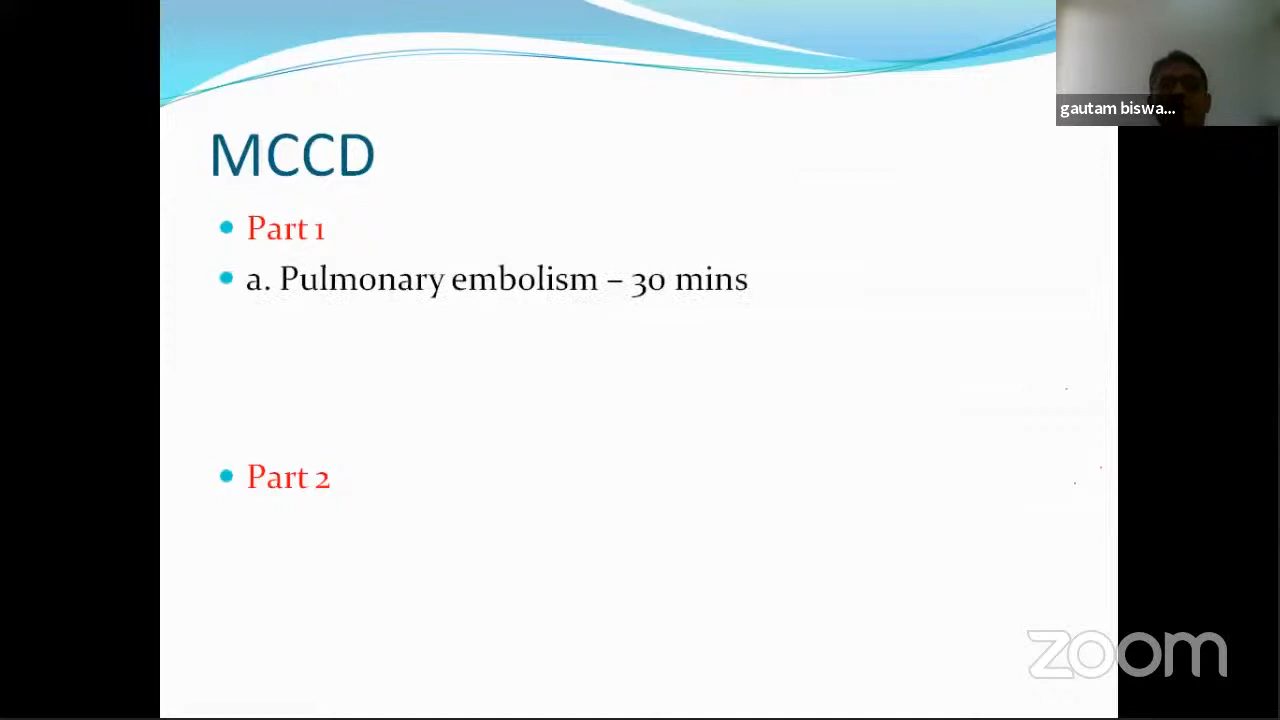 gautam biswa...
MCCD
Part 1
a. Pulmonary embolism – 30 mins
Part 2
zoom